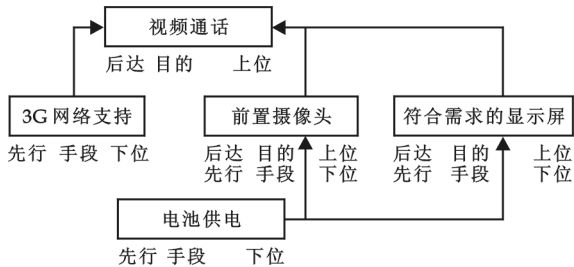 视频通话
后达 目的 上位
3G网络支持 前置摄像头 符合需求的显示屏
先行 手段 下位 后达 目的 上位 后达 目的 上位
先行 手段 下位 先行 手段 下位
电池供电
先行 手段 下位